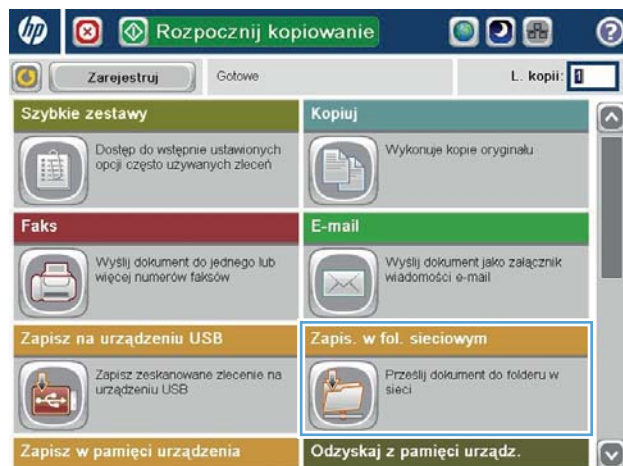 hp
Rozpocznij kopiowanie
?
Zarejestruj
Gotowe
L. kopii: 1
Szybkie zestawy
Dostęp do wstępnie ustawionych
opcji często używanych zleceń
Kopiuj
Wykonuje kopie oryginału
Faks
Wyślij dokument do jednego lub
więcej numerów faksów
E-mail
Wyślij dokument jako załącznik
wiadomości e-mail
Zapisz na urządzeniu USB
Zapisz zeskanowane zlecenie na
urządzeniu USB
Zapis. w fol. sieciowym
Prześlij dokument do folderu w
sieci
Zapisz w pamięci urządzenia
Odzyskaj z pamięci urządz.